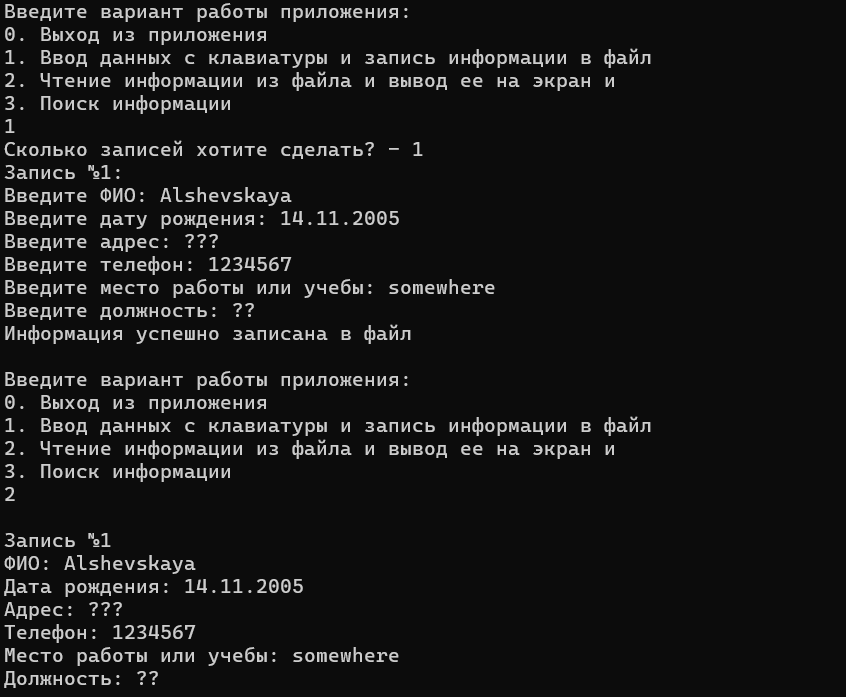 Введите вариант работы приложения:
0. Выход из приложения
1. Ввод данных с клавиатуры и запись информации в файл
2. Чтение информации из файла и вывод ее на экран и
3. Поиск информации
1
Сколько записей хотите сделать? - 1
Запись №1:
Введите ФИО: Alshevskaya
Введите дату рождения: 14.11.2005
Введите адрес: ???
Введите телефон: 1234567
Введите место работы или учебы: somewhere
Введите должность: ??
Информация успешно записана в файл

Введите вариант работы приложения:
0. Выход из приложения
1. Ввод данных с клавиатуры и запись информации в файл
2. Чтение информации из файла и вывод ее на экран и
3. Поиск информации
2

Запись №1
ФИО: Alshevskaya
Дата рождения: 14.11.2005
Адрес: ???
Телефон: 1234567
Место работы или учебы: somewhere
Должность: ??